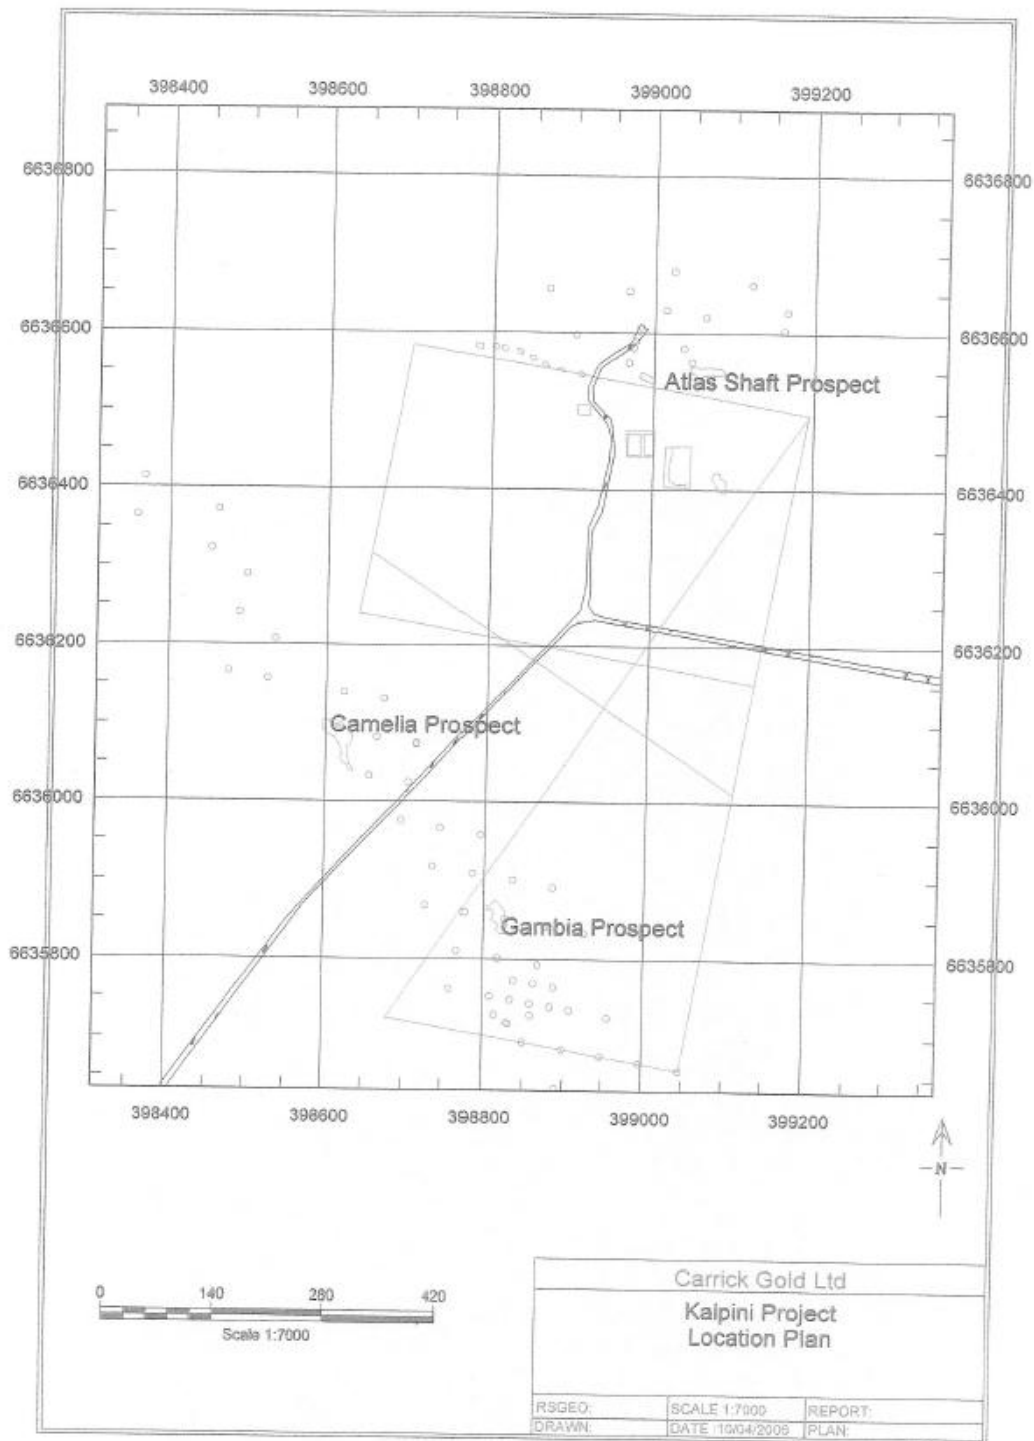 398400 398600 398800 399000 399200
6636800 6636800
6636600 6636600
Atlas Shaft Prospect
6636400 6636400
6636200 6636200
Camelia Prospect
6636000 6636000
Gambia Prospect
6635800 6635800
398400 398600 398800 399000 399200
N
0 140 280 420
Scale 1:7000
Carrick Gold Ltd
Kalpini Project
Location Plan
RSGEO: SCALE 1:7000 REPORT:
DRAWN: DATE :10/04/2006 PLAN: